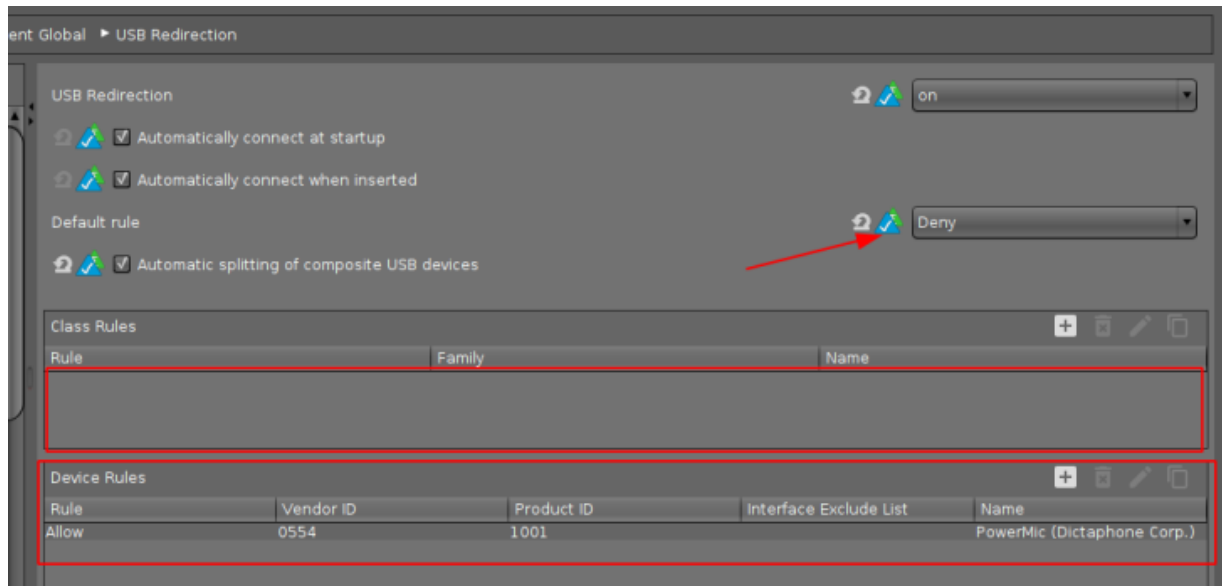 ent Global ▸ USB Redirection
USB Redirection on
Automatically connect at startup
Automatically connect when inserted
Default rule Deny
Automatic splitting of composite USB devices
Class Rules
Rule Family Name
Device Rules
Rule Vendor ID Product ID Interface Exclude List Name
Allow 0554 1001 PowerMic (Dictaphone Corp.)